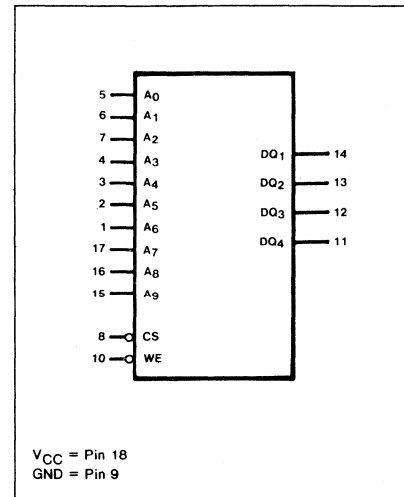 5 A0
6 A1
7 A2
4 A3
3 A4
2 A5
1 A6
17 A7
16 A8
15 A9
8 CS
10 WE
DQ1 14
DQ2 13
DQ3 12
DQ4 11
VCC = Pin 18
GND = Pin 9